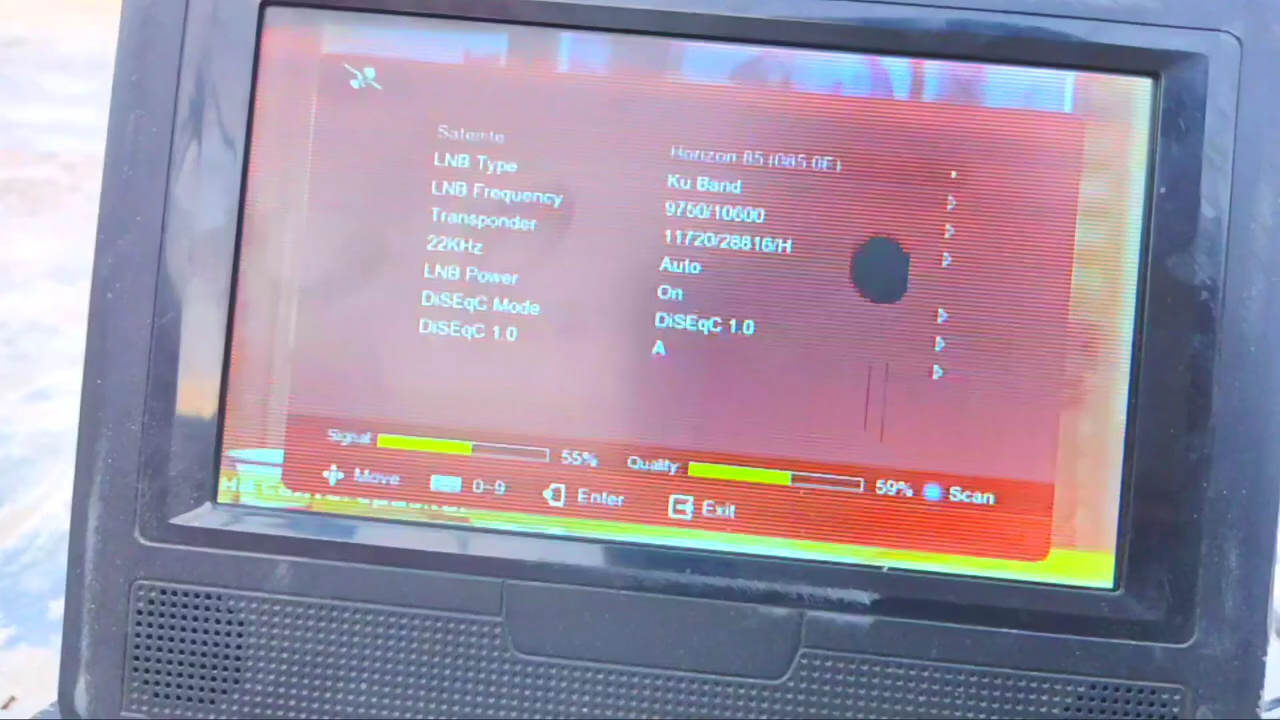 Satellite Horizon 85 (085.0E)
LNB Type Ku Band
LNB Frequency 9750/10600
Transponder 11720/28816/H
22KHz Auto
LNB Power On
DiSEqC Mode DiSEqC 1.0
DiSEqC 1.0 A
Signal 55% Quality 59% Scan
Move 0-9 Enter Exit